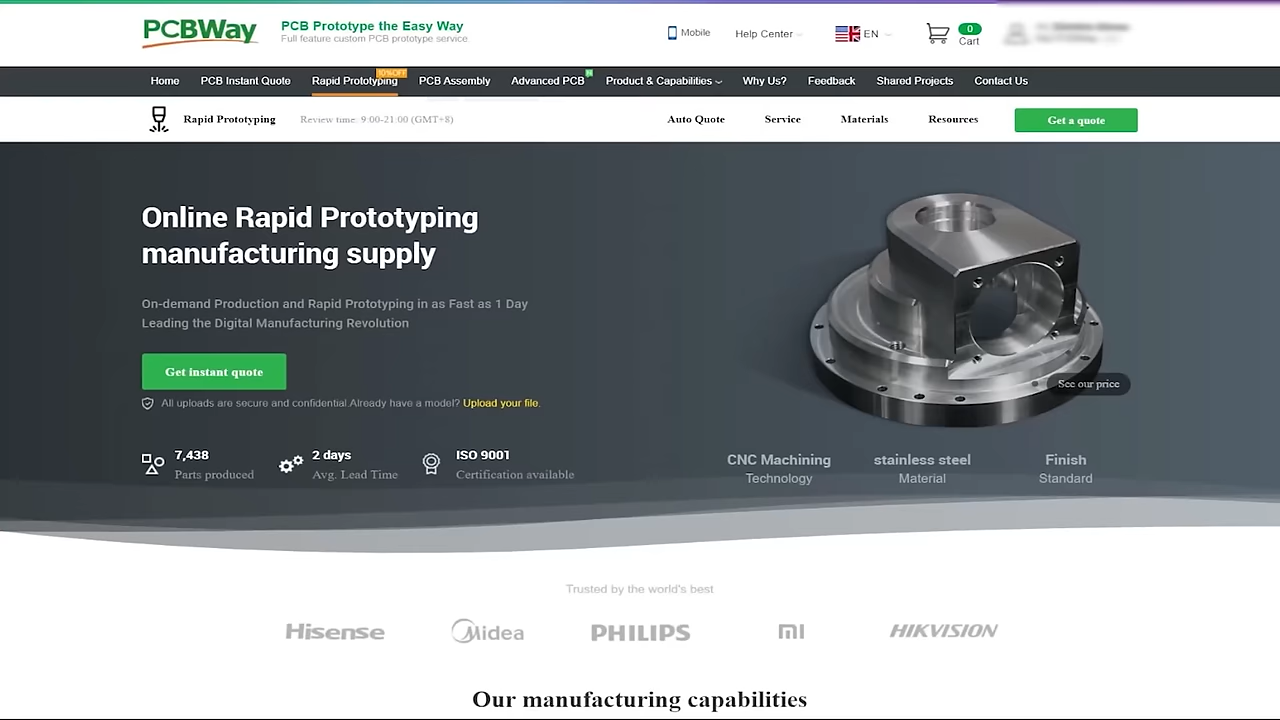 PCBWay
PCB Prototype the Easy Way
Full feature custom PCB prototype service
Mobile
Help Center
EN
0
Cart
Home
PCB Instant Quote
Rapid Prototyping
10%OFF
PCB Assembly
Advanced PCB
N
Product & Capabilities
Why Us?
Feedback
Shared Projects
Contact Us
Rapid Prototyping
Review time: 9:00-21:00 (GMT+8)
Auto Quote
Service
Materials
Resources
Get a quote
Online Rapid Prototyping
manufacturing supply
On-demand Production and Rapid Prototyping in as Fast as 1 Day
Leading the Digital Manufacturing Revolution
Get instant quote
All uploads are secure and confidential.Already have a model? Upload your file.
See our price
7,438
Parts produced
2 days
Avg. Lead Time
ISO 9001
Certification available
CNC Machining
Technology
stainless steel
Material
Finish
Standard
Trusted by the world's best
Hisense
Midea
PHILIPS
MI
HIKVISION
Our manufacturing capabilities